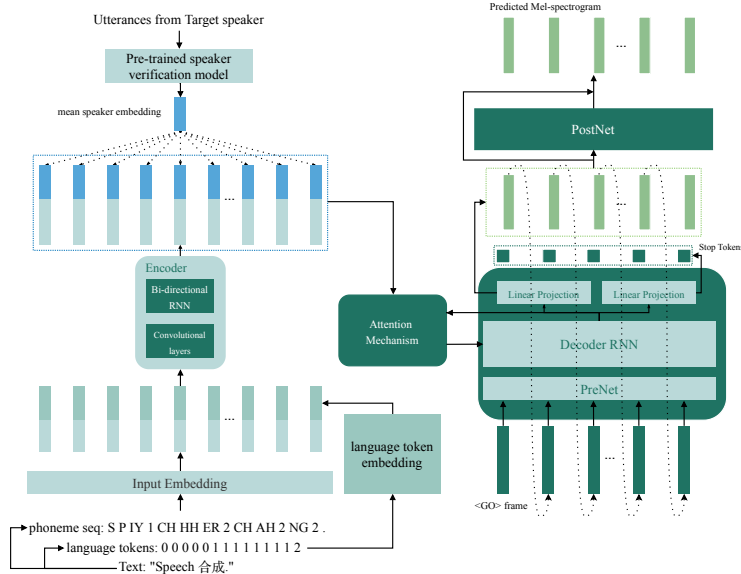 Utterances from Target speaker
Pre-trained speaker
verification model
mean speaker embedding
...
Encoder
Bi-directional
RNN
Convolutional
layers
...
Input Embedding
language token
embedding
phoneme seq: S P IY 1 CH HH ER 2 CH AH 2 NG 2 .
language tokens: 0 0 0 0 0 1 1 1 1 1 1 1 1 1 2
Text: "Speech 合成."
Attention
Mechanism
Predicted Mel-spectrogram
...
PostNet
...
Stop Tokens
Linear Projection
Linear Projection
Decoder RNN
PreNet
...
<GO> frame